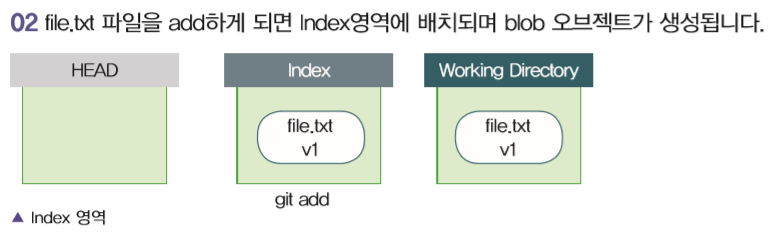 02 file.txt 파일을 add하게 되면 Index영역에 배치되며 blob 오브젝트가 생성됩니다.
HEAD
Index
Working Directory
file.txt
v1
file.txt
v1
git add
▲ Index 영역